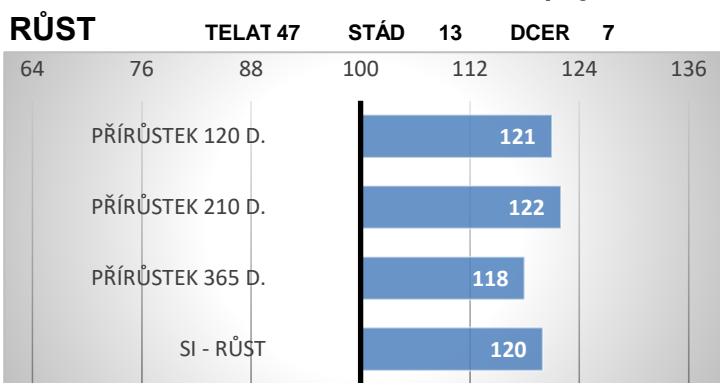 RŮST TELAT 47 STÁD 13 DCER 7
64 76 88 100 112 124 136
PŘÍRŮSTEK 120 D. 121
PŘÍRŮSTEK 210 D. 122
PŘÍRŮSTEK 365 D. 118
SI - RŮST 120